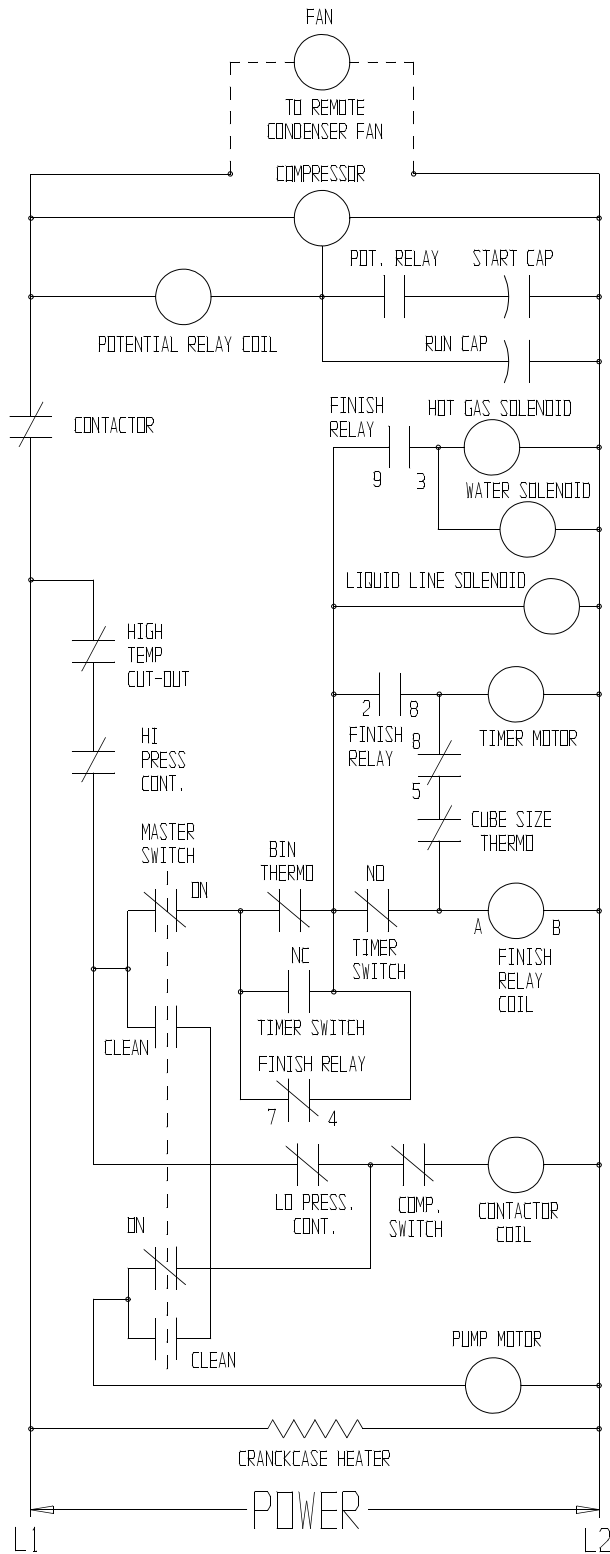 FAN
TO REMOTE
CONDENSER FAN
COMPRESSOR
POT. RELAY
START CAP
POTENTIAL RELAY COIL
RUN CAP
CONTACTOR
FINISH
RELAY
9
3
HOT GAS SOLENOID
WATER SOLENOID
LIQUID LINE SOLENOID
HIGH
TEMP
CUT-OUT
2
8
FINISH
RELAY
TIMER MOTOR
8
5
HI
PRESS
CONT.
CUBE SIZE
THERMO
MASTER
SWITCH
ON
BIN
THERMO
NO
TIMER
SWITCH
A
B
FINISH
RELAY
COIL
NC
TIMER SWITCH
CLEAN
FINISH RELAY
7
4
LO PRESS.
CONT.
COMP.
SWITCH
CONTACTOR
COIL
ON
CLEAN
PUMP MOTOR
CRANCKCASE HEATER
POWER
L1
L2